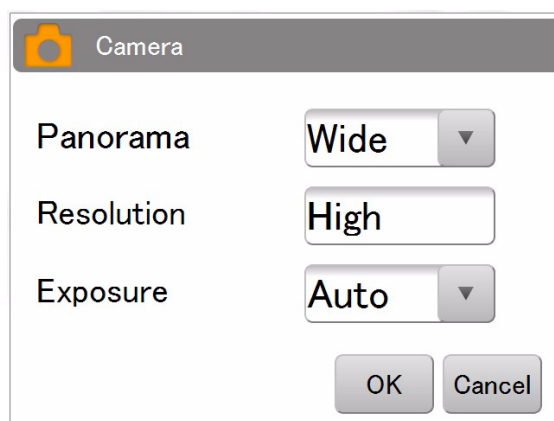 Camera
Panorama Wide
Resolution High
Exposure Auto
OK Cancel